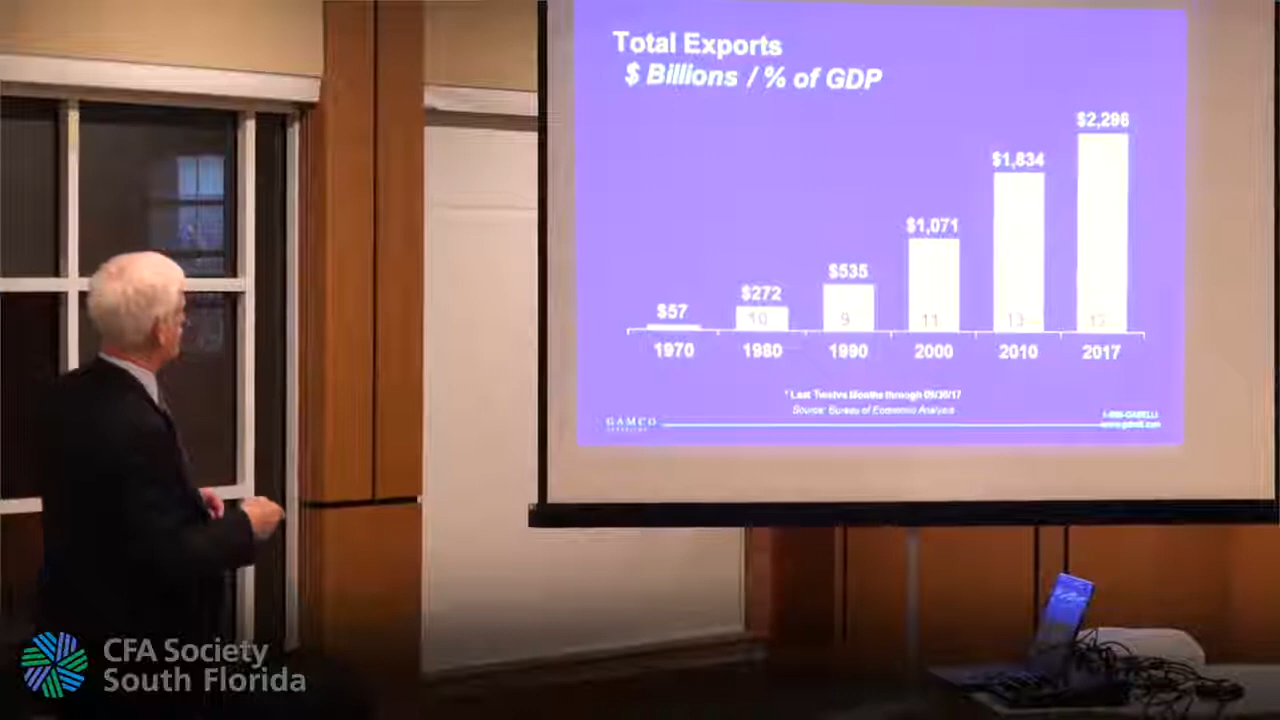 Total Exports
$ Billions / % of GDP
$57
$272
$535
$1,071
$1,834
$2,296
10
9
11
13
1970
1980
1990
2000
2010
2017
* Last Twelve Months through 09/30/17
Source: Bureau of Economic Analysis
GAMCO
1-800-GABELLI
www.gabelli.com
CFA Society
South Florida